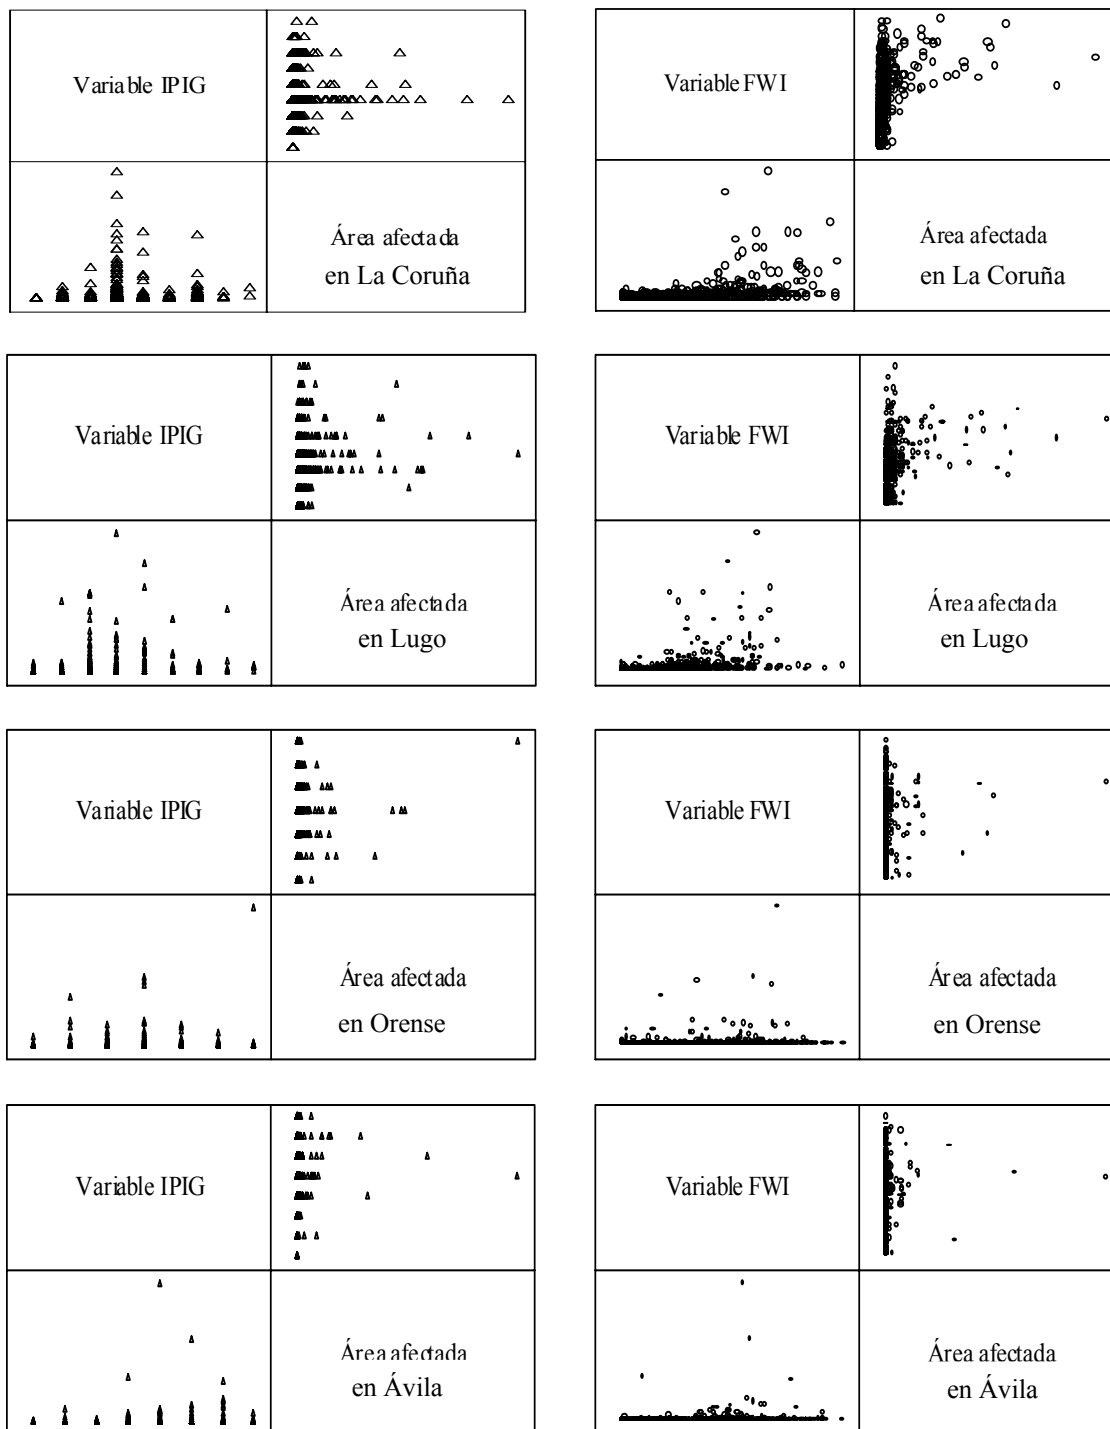 Variable IPIG
Variable FWI
Área afectada
en La Coruña
Área afectada
en La Coruña
Variable IPIG
Variable FWI
Área afectada
en Lugo
Área afectada
en Lugo
Variable IPIG
Variable FWI
Área afectada
en Orense
Área afectada
en Orense
Variable IPIG
Variable FWI
Área afectada
en Ávila
Área afectada
en Ávila